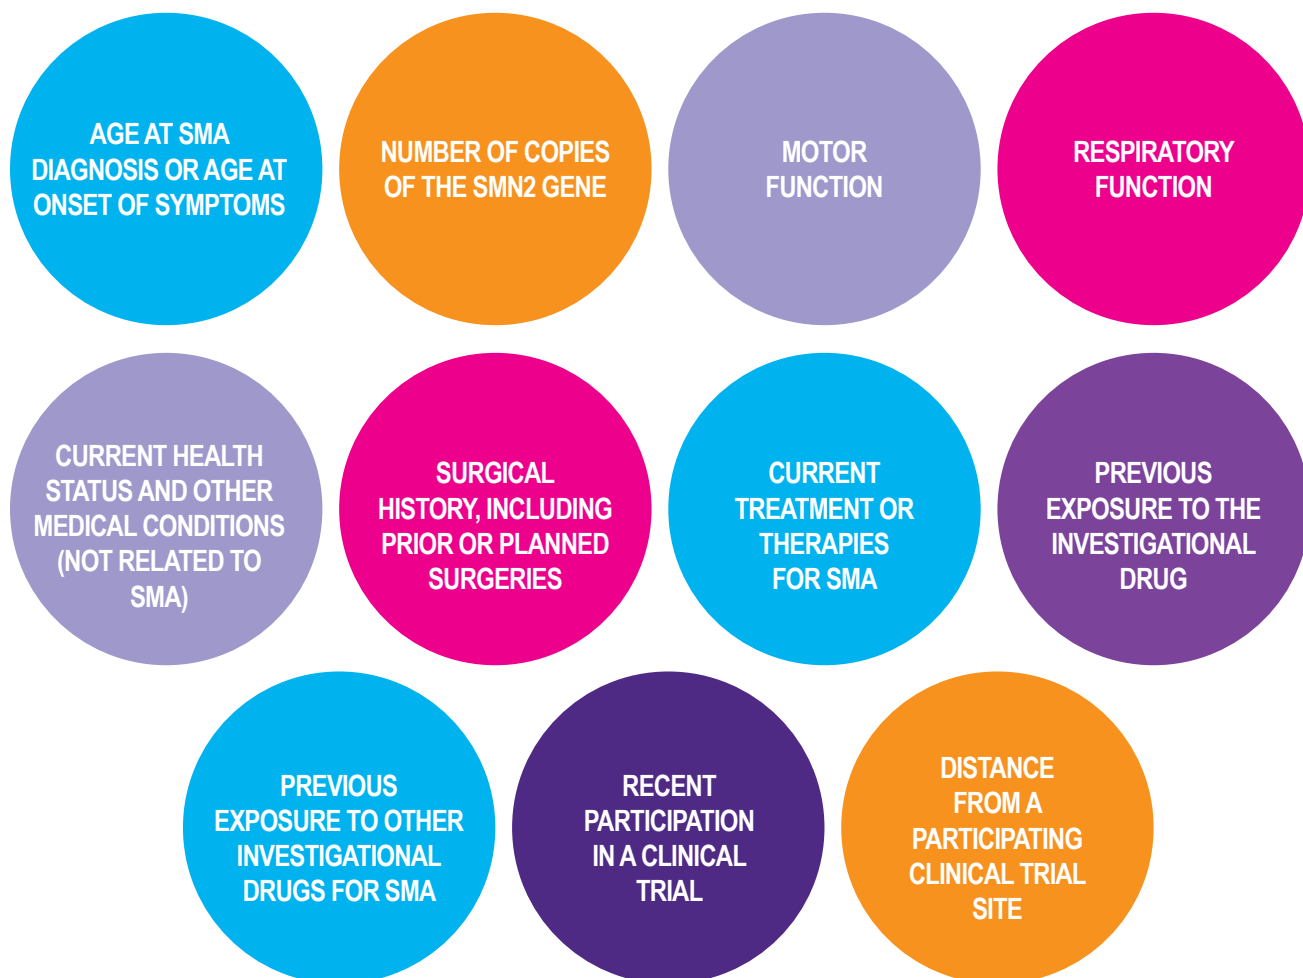 AGE AT SMA
DIAGNOSIS OR AGE AT
ONSET OF SYMPTOMS
NUMBER OF COPIES
OF THE SMN2 GENE
MOTOR
FUNCTION
RESPIRATORY
FUNCTION
CURRENT HEALTH
STATUS AND OTHER
MEDICAL CONDITIONS
(NOT RELATED TO
SMA)
SURGICAL
HISTORY, INCLUDING
PRIOR OR PLANNED
SURGERIES
CURRENT
TREATMENT OR
THERAPIES
FOR SMA
PREVIOUS
EXPOSURE TO THE
INVESTIGATIONAL
DRUG
PREVIOUS
EXPOSURE TO OTHER
INVESTIGATIONAL
DRUGS FOR SMA
RECENT
PARTICIPATION
IN A CLINICAL
TRIAL
DISTANCE
FROM A
PARTICIPATING
CLINICAL TRIAL
SITE